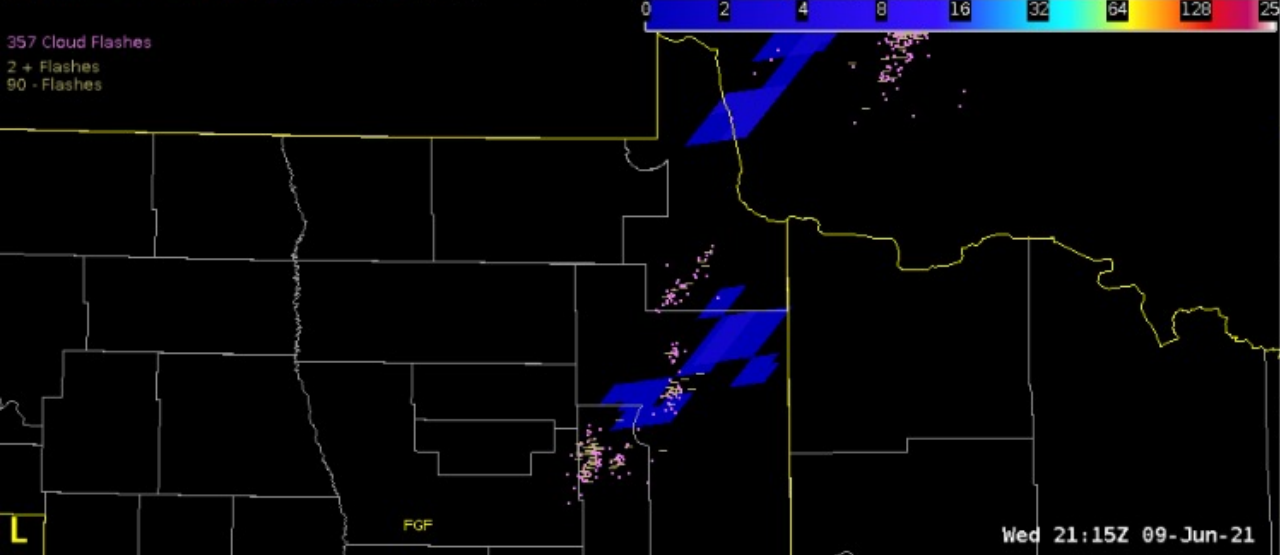 0 2 4 8 16 32 64 128 25
357 Cloud Flashes
2 + Flashes
90 - Flashes
FGF
L
Wed 21:15Z 09-Jun-21